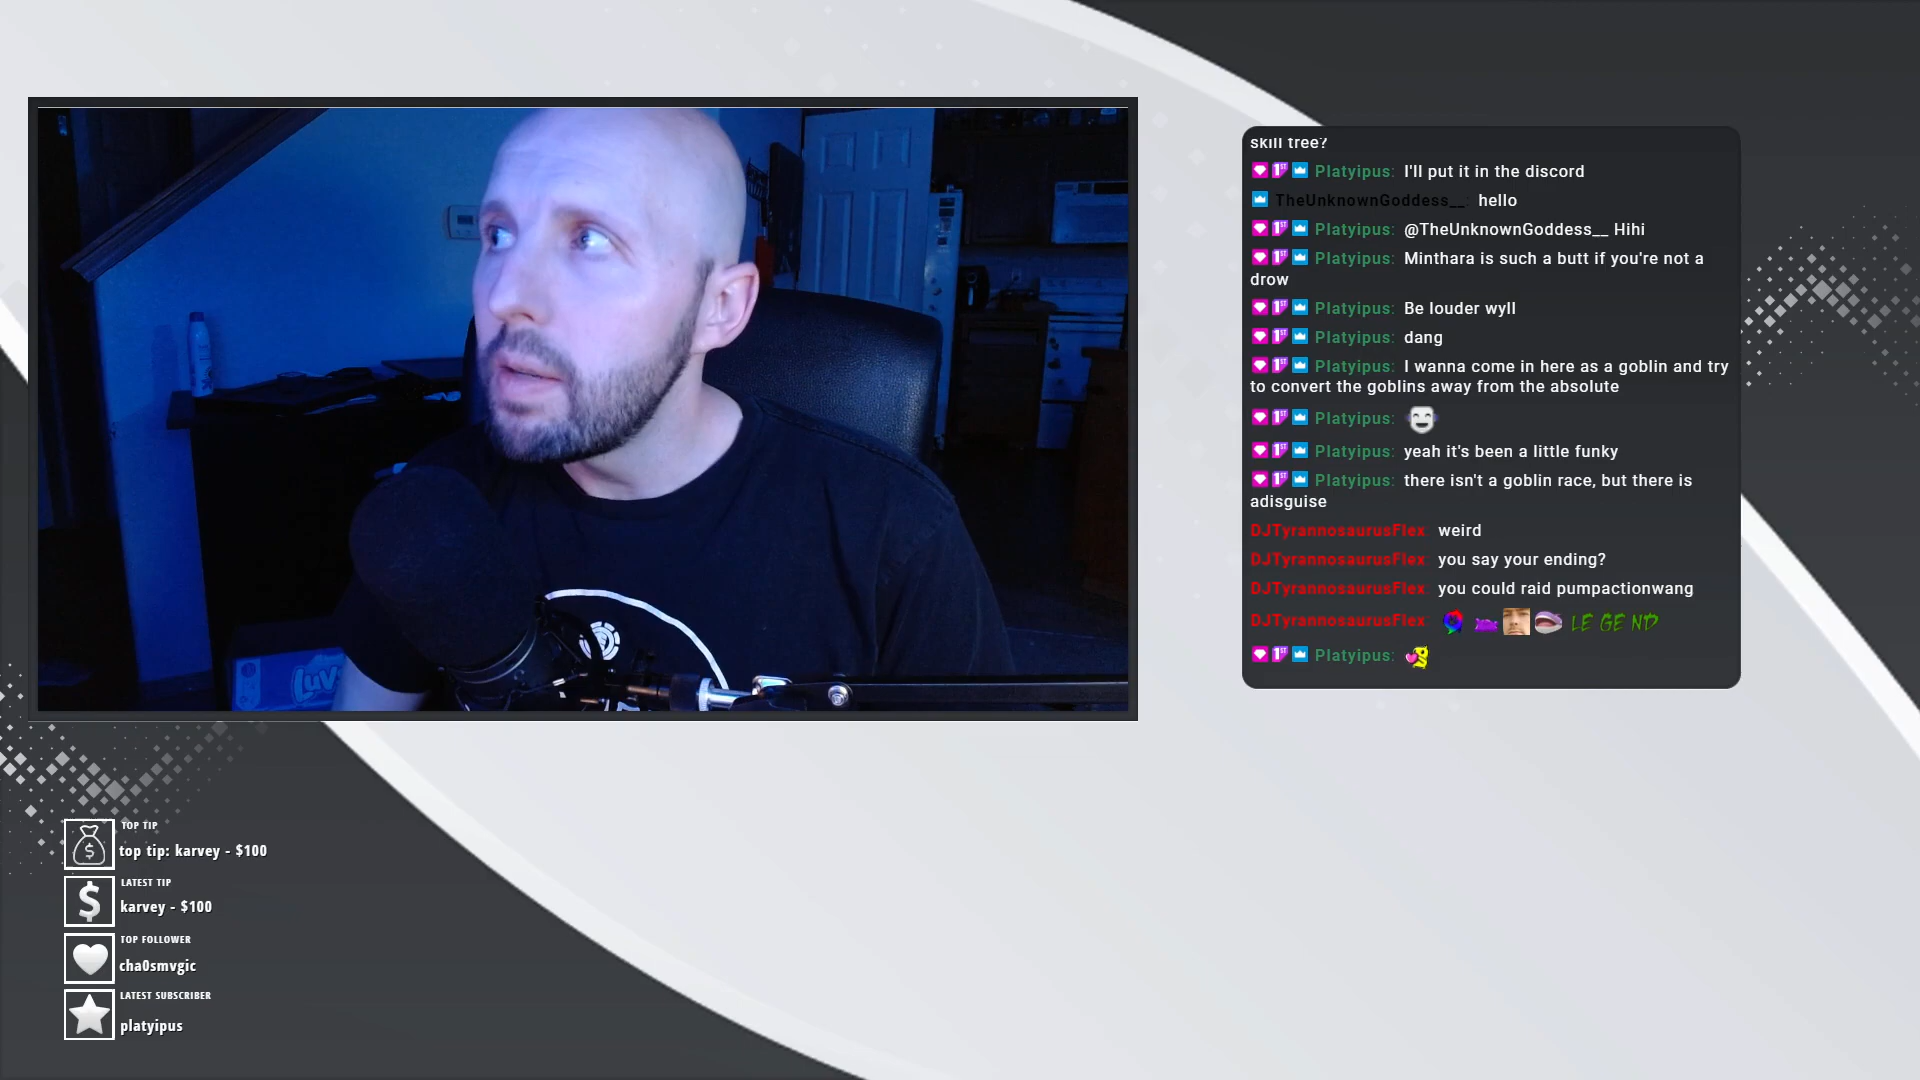 skill tree?
Platyipus: I'll put it in the discord
TheUnknownGoddess__: hello
Platyipus: @TheUnknownGoddess__ Hihi
Platyipus: Minthara is such a butt if you're not a
drow
Platyipus: Be louder wyll
Platyipus: dang
Platyipus: I wanna come in here as a goblin and try
to convert the goblins away from the absolute
Platyipus:
Platyipus: yeah it's been a little funky
Platyipus: there isn't a goblin race, but there is
adisguise
DJTyrannosaurusFlex: weird
DJTyrannosaurusFlex: you say your ending?
DJTyrannosaurusFlex: you could raid pumpactionwang
DJTyrannosaurusFlex: LE GE ND
Platyipus:
Luvs
TOP TIP
top tip: karvey - $100
LATEST TIP
karvey - $100
TOP FOLLOWER
cha0smvgic
LATEST SUBSCRIBER
platyipus